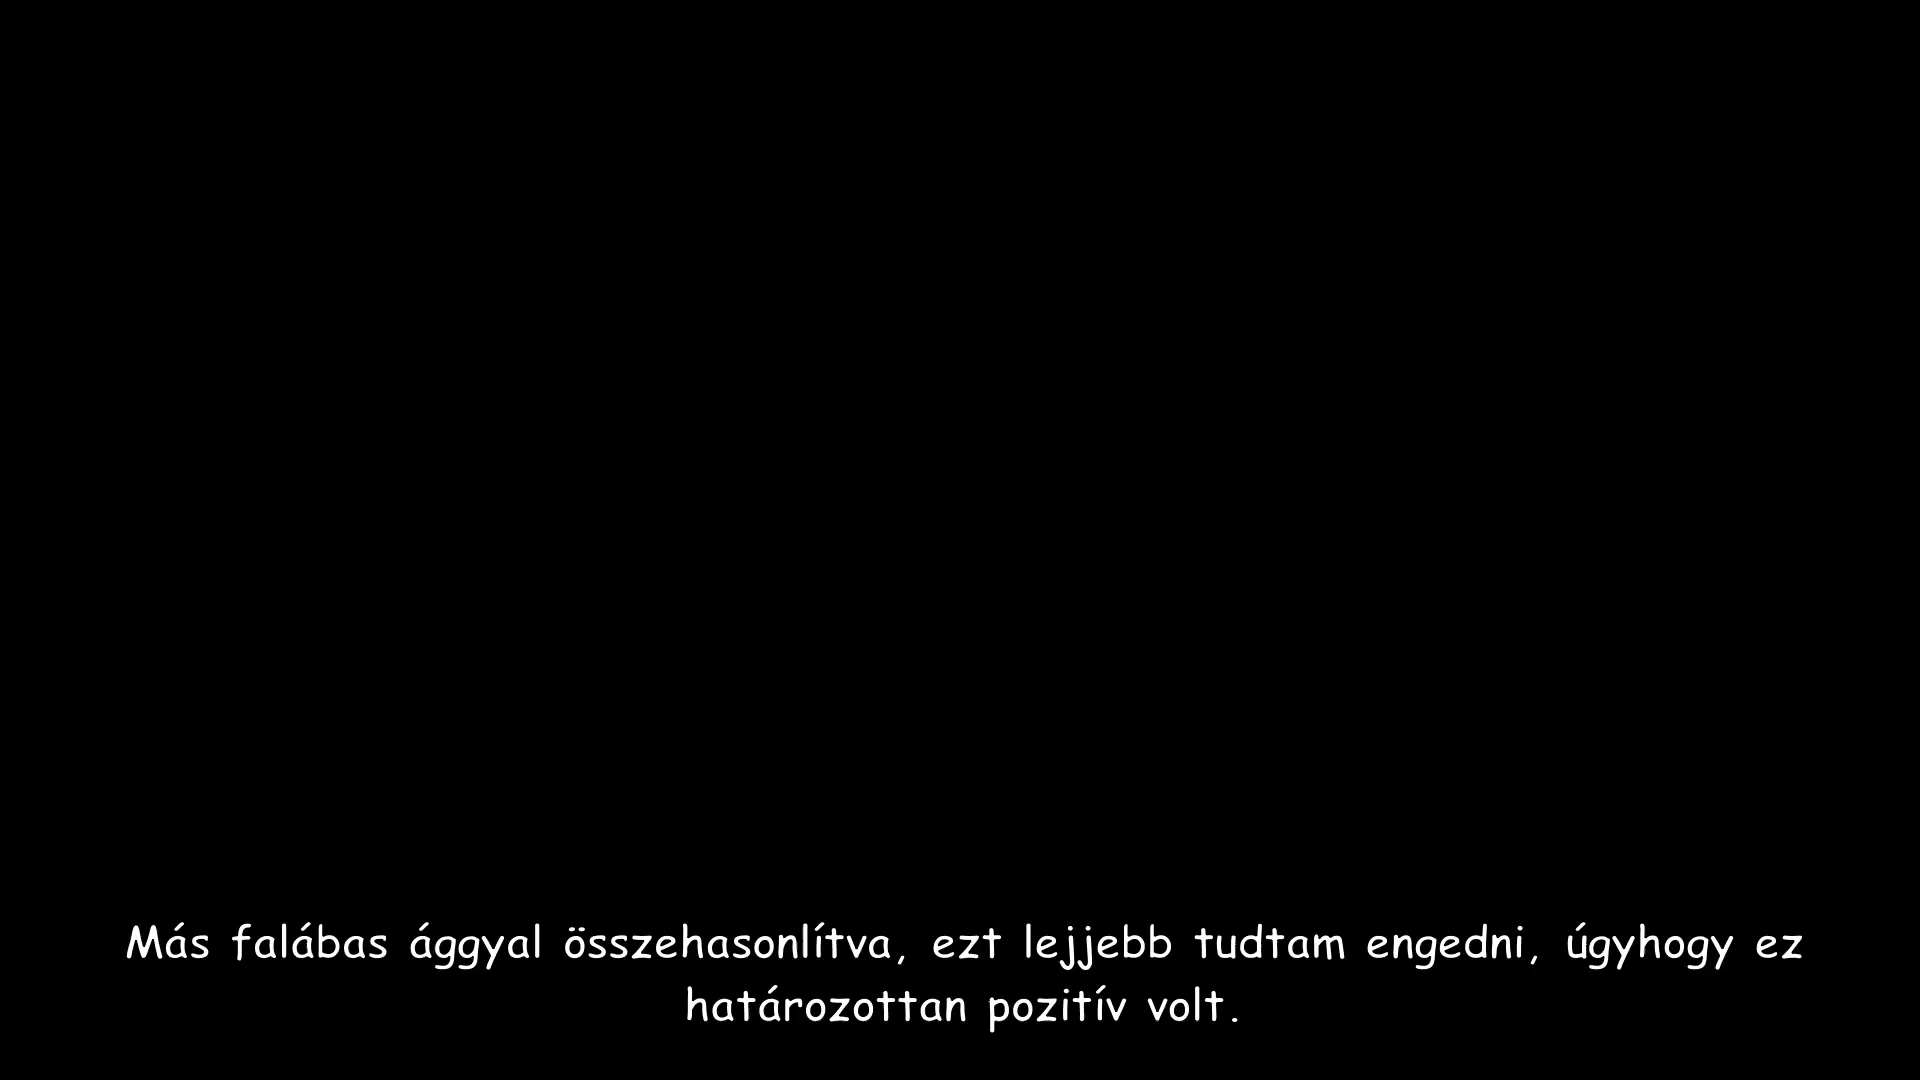 Más falábas ággyal összehasonlítva, ezt lejjebb tudtam engedni, úgyhogy ez
határozottan pozitív volt.